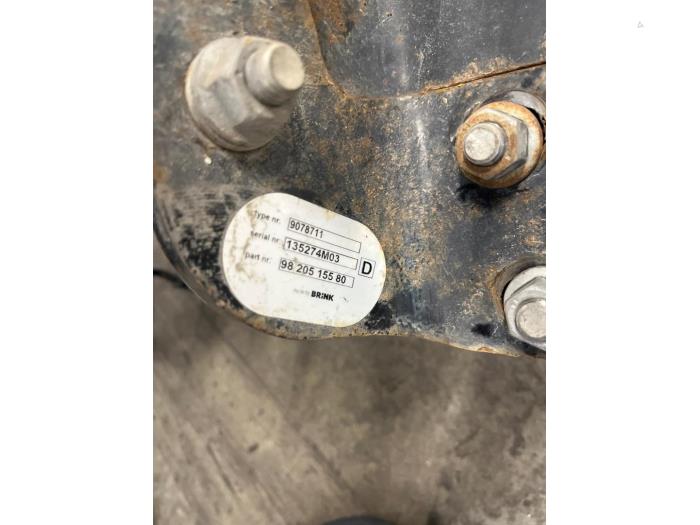 Type nr. 9078711
serial nr. 135274M03
part nr. 98 205 155 80 D
BRINK